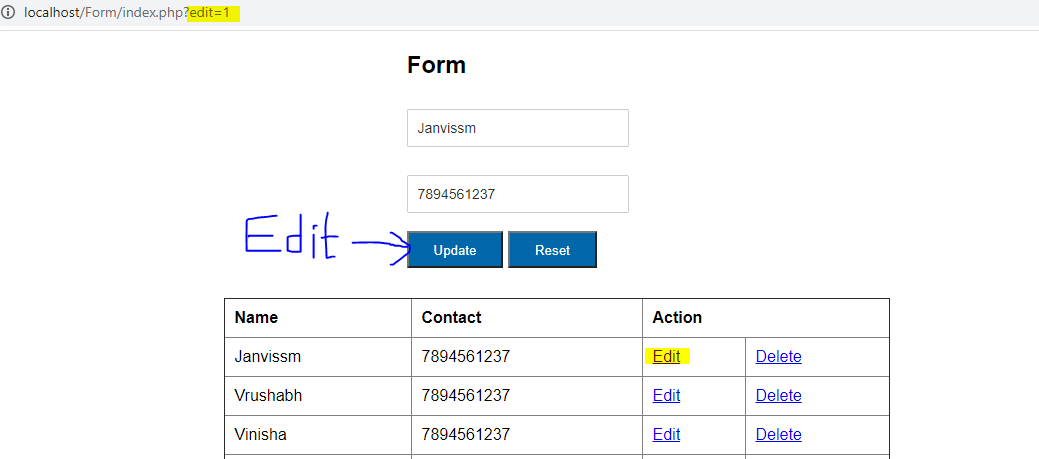 localhost/Form/index.php?edit=1
Form
Janvissm
7894561237
Edit
Update Reset
Name Contact Action
Janvissm 7894561237 Edit Delete
Vrushabh 7894561237 Edit Delete
Vinisha 7894561237 Edit Delete